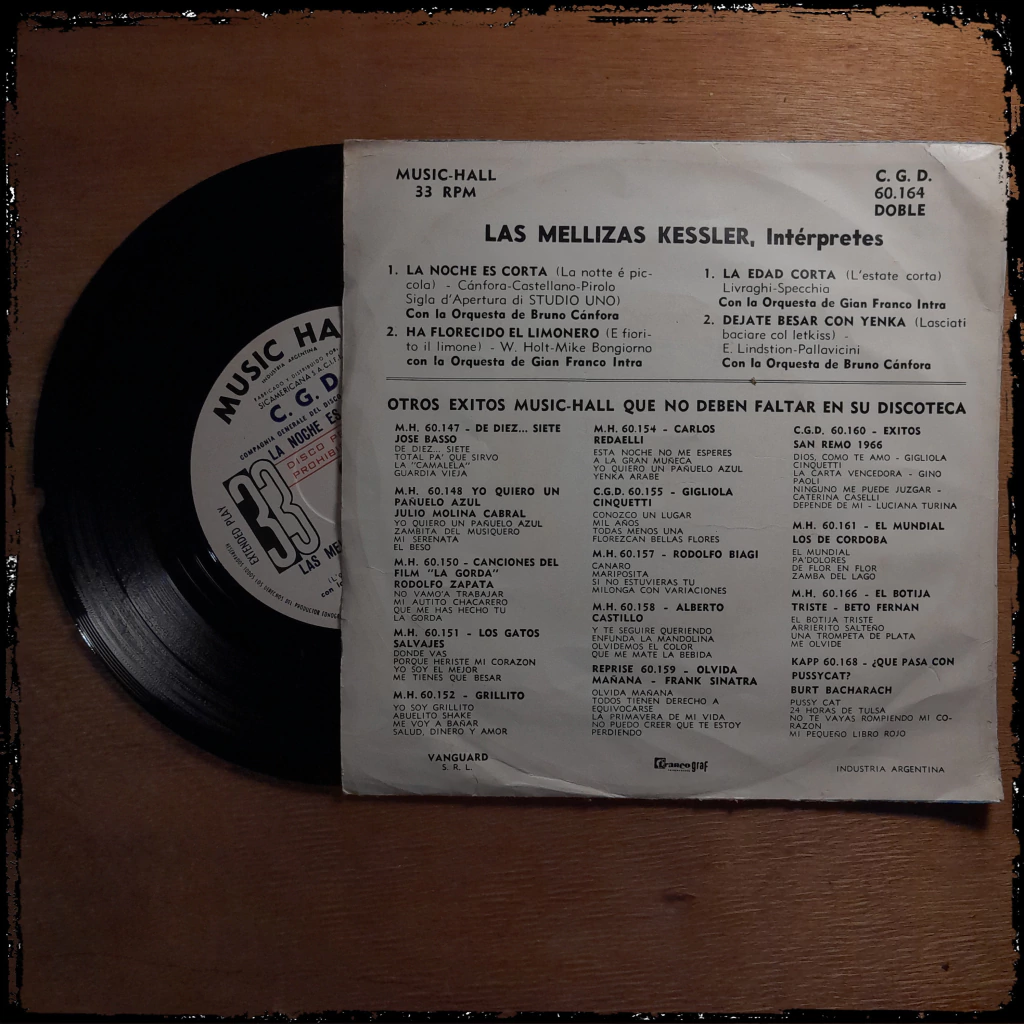 MUSIC-HALL
33 RPM
C. G. D.
60.164
DOBLE
LAS MELLIZAS KESSLER, Intérpretes
1. LA NOCHE ES CORTA (La notte é pic-
cola) - Cánfora-Castellano-Pirolo
Sigla d'Apertura di STUDIO UNO)
Con la Orquesta de Bruno Cánfora
2. HA FLORECIDO EL LIMONERO (E fiori-
to il limone) - W. Holt-Mike Bongiorno
con la Orquesta de Gian Franco Intra
1. LA EDAD CORTA (L'estate corta)
Livraghi-Specchia
Con la Orquesta de Gian Franco Intra
2. DEJATE BESAR CON YENKA (Lasciati
baciare col letkiss) -
E. Lindstion-Pallavicini
Con la Orquesta de Bruno Cánfora
OTROS EXITOS MUSIC-HALL QUE NO DEBEN FALTAR EN SU DISCOTECA
M.H. 60.147 - DE DIEZ... SIETE
JOSE BASSO
DE DIEZ... SIETE
TOTAL PA' QUE SIRVO
LA "CAMALELA"
GUARDIA VIEJA
M.H. 60.148 YO QUIERO UN
PAÑUELO AZUL
JULIO MOLINA CABRAL
YO QUIERO UN PAÑUELO AZUL
ZAMBITA DEL MUSIQUERO
MI SERENATA
EL BESO
M.H. 60.150 - CANCIONES DEL
FILM "LA GORDA"
RODOLFO ZAPATA
NO VAMO'A TRABAJAR
MI AUTITO CHACARERO
QUE ME HAS HECHO TU
LA GORDA
M.H. 60.151 - LOS GATOS
SALVAJES
DONDE VAS
PORQUE HERISTE MI CORAZON
YO SOY EL MEJOR
ME TIENES QUE BESAR
M.H. 60.152 - GRILLITO
YO SOY GRILLITO
ABUELITO SHAKE
ME VOY A BAÑAR
SALUD, DINERO Y AMOR
M.H. 60.154 - CARLOS
REDAELLI
ESTA NOCHE NO ME ESPERES
A LA GRAN MUÑECA
YO QUIERO UN PAÑUELO AZUL
YENKA ARABE
C.G.D. 60.155 - GIGLIOLA
CINQUETTI
CONOZCO UN LUGAR
MIL AÑOS
TODAS MENOS UNA
FLOREZCAN BELLAS FLORES
M.H. 60.157 - RODOLFO BIAGI
CANARO
MARIPOSITA
SI NO ESTUVIERAS TU
MILONGA CON VARIACIONES
M.H. 60.158 - ALBERTO
CASTILLO
Y TE SEGUIRE QUERIENDO
ENFUNDA LA MANDOLINA
OLVIDEMOS EL COLOR
QUE ME MATE LA BEBIDA
REPRISE 60.159 - OLVIDA
MAÑANA - FRANK SINATRA
OLVIDA MAÑANA
TODOS TIENEN DERECHO A
EQUIVOCARSE
LA PRIMAVERA DE MI VIDA
NO PUEDO CREER QUE TE ESTOY
PERDIENDO
C.G.D. 60.160 - EXITOS
SAN REMO 1966
DIOS, COMO TE AMO - GIGLIOLA
CINQUETTI
LA CARTA VENCEDORA - GINO
PAOLI
NINGUNO ME PUEDE JUZGAR -
CATERINA CASELLI
DEPENDE DE MI - LUCIANA TURINA
M.H. 60.161 - EL MUNDIAL
LOS DE CORDOBA
EL MUNDIAL
PA'DOLORES
DE FLOR EN FLOR
ZAMBA DEL LAGO
M.H. 60.166 - EL BOTIJA
TRISTE - BETO FERNAN
EL BOTIJA TRISTE
ARRIERITO SALTEÑO
UNA TROMPETA DE PLATA
ME OLVIDE
KAPP 60.168 - ¿QUE PASA CON
PUSSYCAT?
BURT BACHARACH
PUSSY CAT
24 HORAS DE TULSA
NO TE VAYAS ROMPIENDO MI CO-
RAZON
MI PEQUEÑO LIBRO ROJO
VANGUARD
S. R. L.
Franco graf
INDUSTRIA ARGENTINA
MUSIC HA
INDUSTRIA ARGENTINA
FABRICADO Y DISTRIBUIDO POR
SICAMERICANA S.A.C.I.F.
C. G. D
COMPAGNIA GENERALE DEL DISCO
LA NOCHE ES
DISCO
PROHIBI
33
EXTENDED PLAY
LAS ME